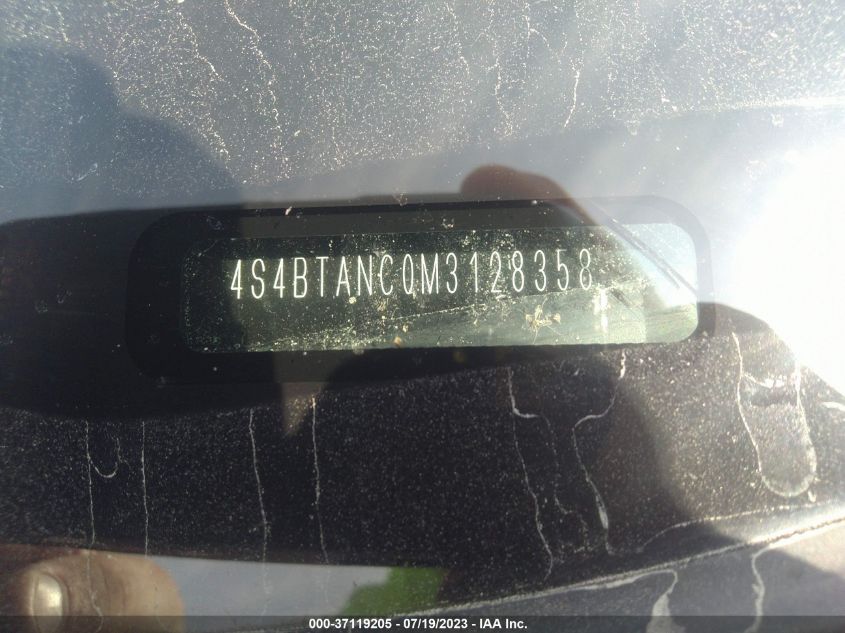 4S4BTANC0M3128358
000-37119205 - 07/19/2023 - IAA Inc.